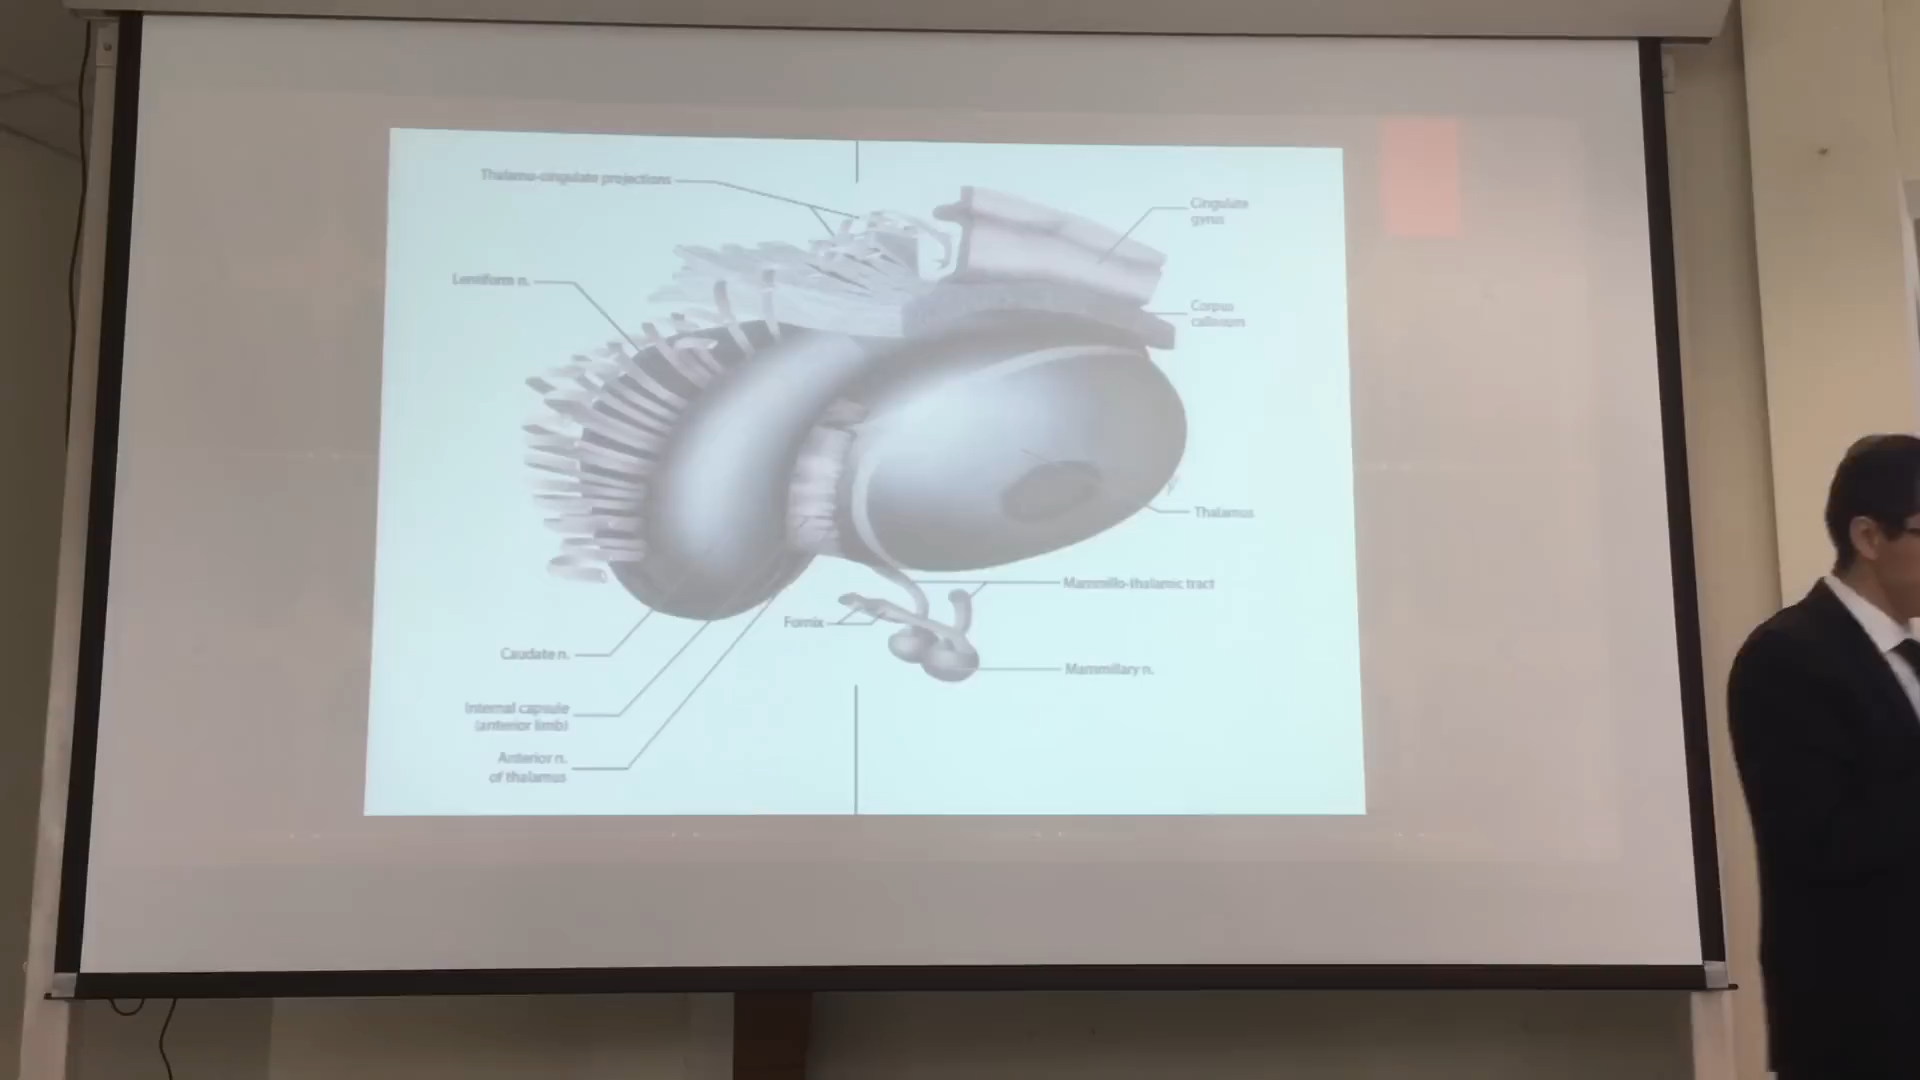 Thalamo-cingulate projections
Cingulate
gyrus
Lentiform n.
Corpus
callosum
Thalamus
Mammillo-thalamic tract
Fornix
Caudate n.
Mammillary n.
Internal capsule
(anterior limb)
Anterior n.
of thalamus